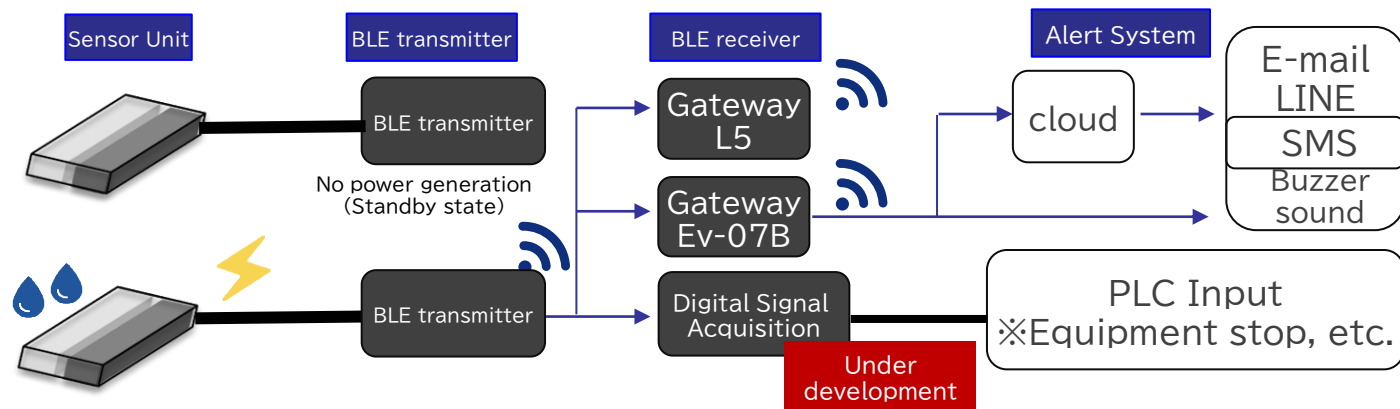 Sensor Unit
BLE transmitter
BLE receiver
Alert System
BLE transmitter
No power generation
(Standby state)
BLE transmitter
Gateway
L5
Gateway
Ev-07B
Digital Signal
Acquisition
Under
development
cloud
E-mail
LINE
SMS
Buzzer
sound
PLC Input
※Equipment stop, etc.